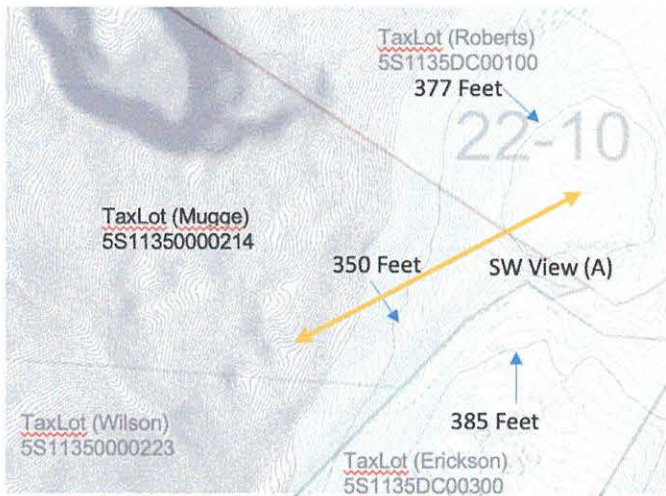 TaxLot (Roberts)
5S1135DC00100
377 Feet
22-10
TaxLot (Mugge)
5S11350000214
350 Feet
SW View (A)
385 Feet
TaxLot (Wilson)
5S11350000223
TaxLot (Erickson)
5S1135DC00300